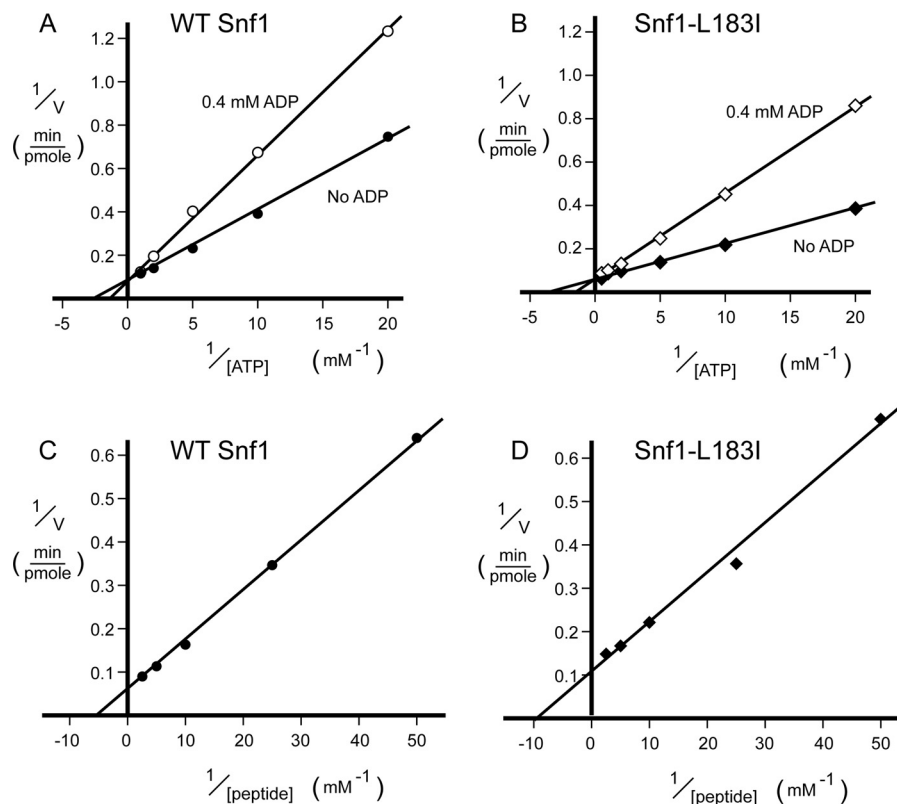 A WT Snf1
1.2
1.0
0.8
0.6
0.4
0.2
1/V
(min/pmole)
0.4 mM ADP
No ADP
-5 0 5 10 15 20
1/[ATP] (mM-1)
B Snf1-L183I
1.2
1.0
0.8
0.6
0.4
0.2
1/V
(min/pmole)
0.4 mM ADP
No ADP
-5 0 5 10 15 20
1/[ATP] (mM-1)
C WT Snf1
0.6
0.5
0.4
0.3
0.2
0.1
1/V
(min/pmole)
-10 0 10 20 30 40 50
1/[peptide] (mM-1)
D Snf1-L183I
0.6
0.5
0.4
0.3
0.2
0.1
1/V
(min/pmole)
-10 0 10 20 30 40 50
1/[peptide] (mM-1)